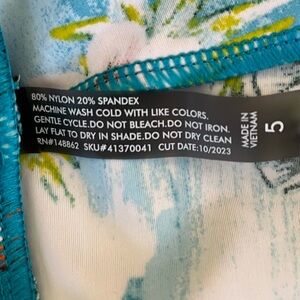 80% NYLON 20% SPANDEX
MACHINE WASH COLD WITH LIKE COLORS.
GENTLE CYCLE.DO NOT BLEACH.DO NOT IRON.
LAY FLAT TO DRY IN SHADE.DO NOT DRY CLEAN
RN#148862 SKU#41370041 CUT DATE:10/2023
MADE IN
VIETNAM
5